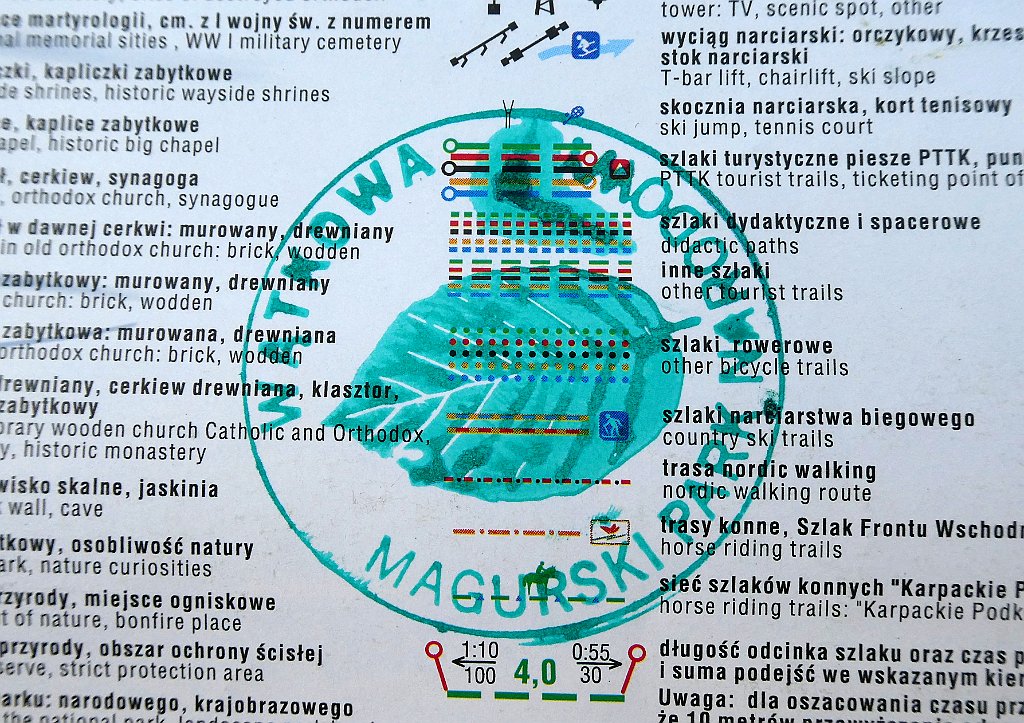 ce martyrologii, cm. z I wojny św. z numerem
al memorial sities , WW I military cemetery
czki, kapliczki zabytkowe
de shrines, historic wayside shrines
e, kaplice zabytkowe
apel, historic big chapel
ł, cerkiew, synagoga
, orthodox church, synagogue
ł w dawnej cerkwi: murowany, drewniany
in old orthodox church: brick, wodden
zabytkowy: murowany, drewniany
church: brick, wodden
zabytkowa: murowana, drewniana
orthodox church: brick, wodden
drewniany, cerkiew drewniana, klasztor,
zabytkowy
orary wooden church Catholic and Orthodox,
y, historic monastery
wisko skalne, jaskinia
wall, cave
tkowy, osobliwość natury
ark, nature curiosities
rzyrody, miejsce ogniskowe
t of nature, bonfire place
przyrody, obszar ochrony ścisłej
serve, strict protection area
parku: narodowego, krajobrazowego
the national park, landscape
WATKOWA
MAGURSKI PARK NARODOWY
1:10
100
4,0
0:55
30
tower: TV, scenic spot, other
wyciąg narciarski: orczykowy, krzes
stok narciarski
T-bar lift, chairlift, ski slope
skocznia narciarska, kort tenisowy
ski jump, tennis court
szlaki turystyczne piesze PTTK, pun
PTTK tourist trails, ticketing point of
szlaki dydaktyczne i spacerowe
didactic paths
inne szlaki
other tourist trails
szlaki rowerowe
other bicycle trails
szlaki narciarstwa biegowego
country ski trails
trasa nordic walking
nordic walking route
trasy konne, Szlak Frontu Wschodn
horse riding trails
sieć szlaków konnych "Karpackie P
horse riding trails: "Karpackie Podk
długość odcinka szlaku oraz czas p
i suma podejść we wskazanym kier
Uwaga: dla oszacowania czasu prz